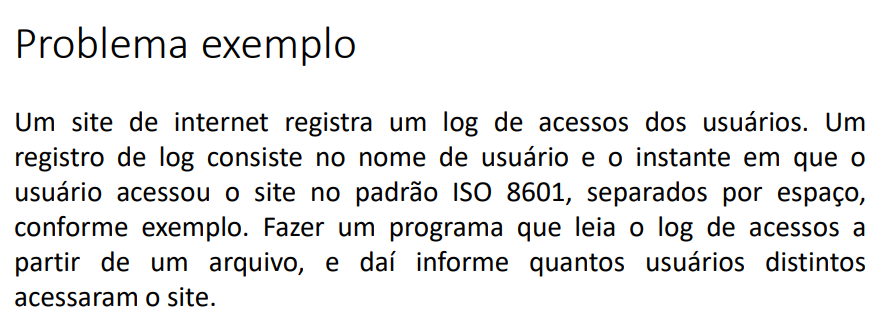 Problema exemplo
Um site de internet registra um log de acessos dos usuários. Um
registro de log consiste no nome de usuário e o instante em que o
usuário acessou o site no padrão ISO 8601, separados por espaço,
conforme exemplo. Fazer um programa que leia o log de acessos a
partir de um arquivo, e daí informe quantos usuários distintos
acessaram o site.